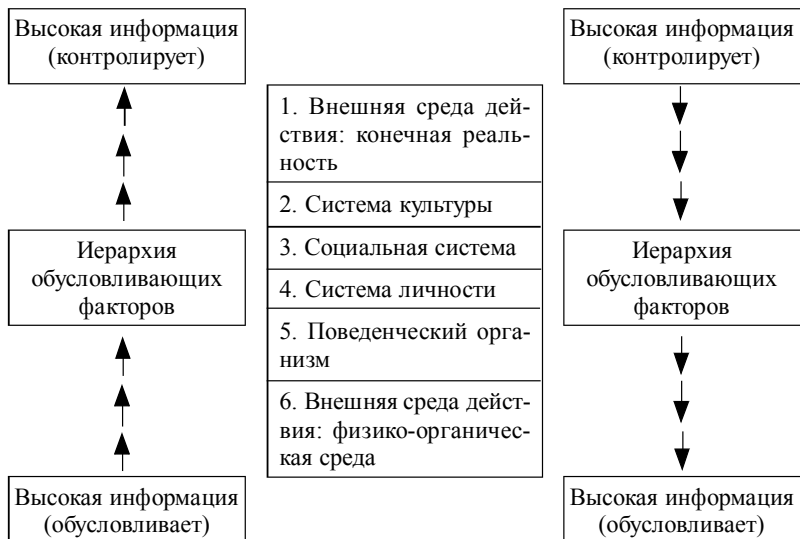 Высокая информация
(контролирует)
Иерархия
обусловливающих
факторов
Высокая информация
(обусловливает)
1. Внешняя среда дей-
ствия: конечная реаль-
ность
2. Система культуры
3. Социальная система
4. Система личности
5. Поведенческий орга-
низм
6. Внешняя среда дейст-
вия: физико-органичес-
кая среда
Высокая информация
(контролирует)
Иерархия
обусловливающих
факторов
Высокая информация
(обусловливает)